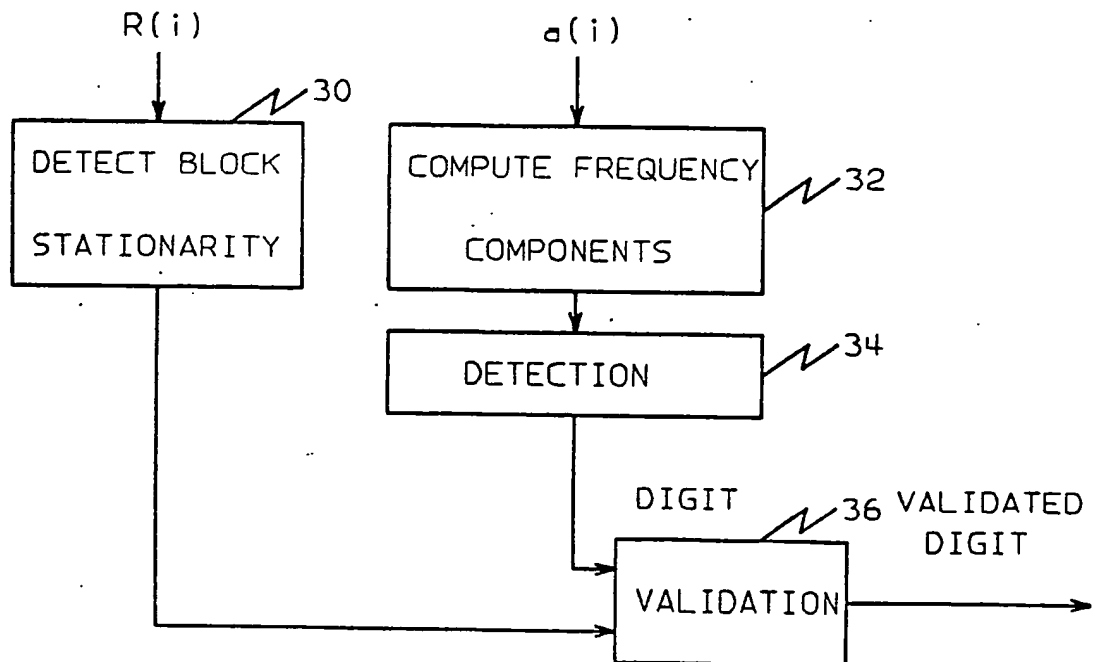 R(i)
a(i)
30
DETECT BLOCK
STATIONARITY
COMPUTE FREQUENCY
COMPONENTS
32
34
DETECTION
DIGIT
36
VALIDATED
DIGIT
VALIDATION